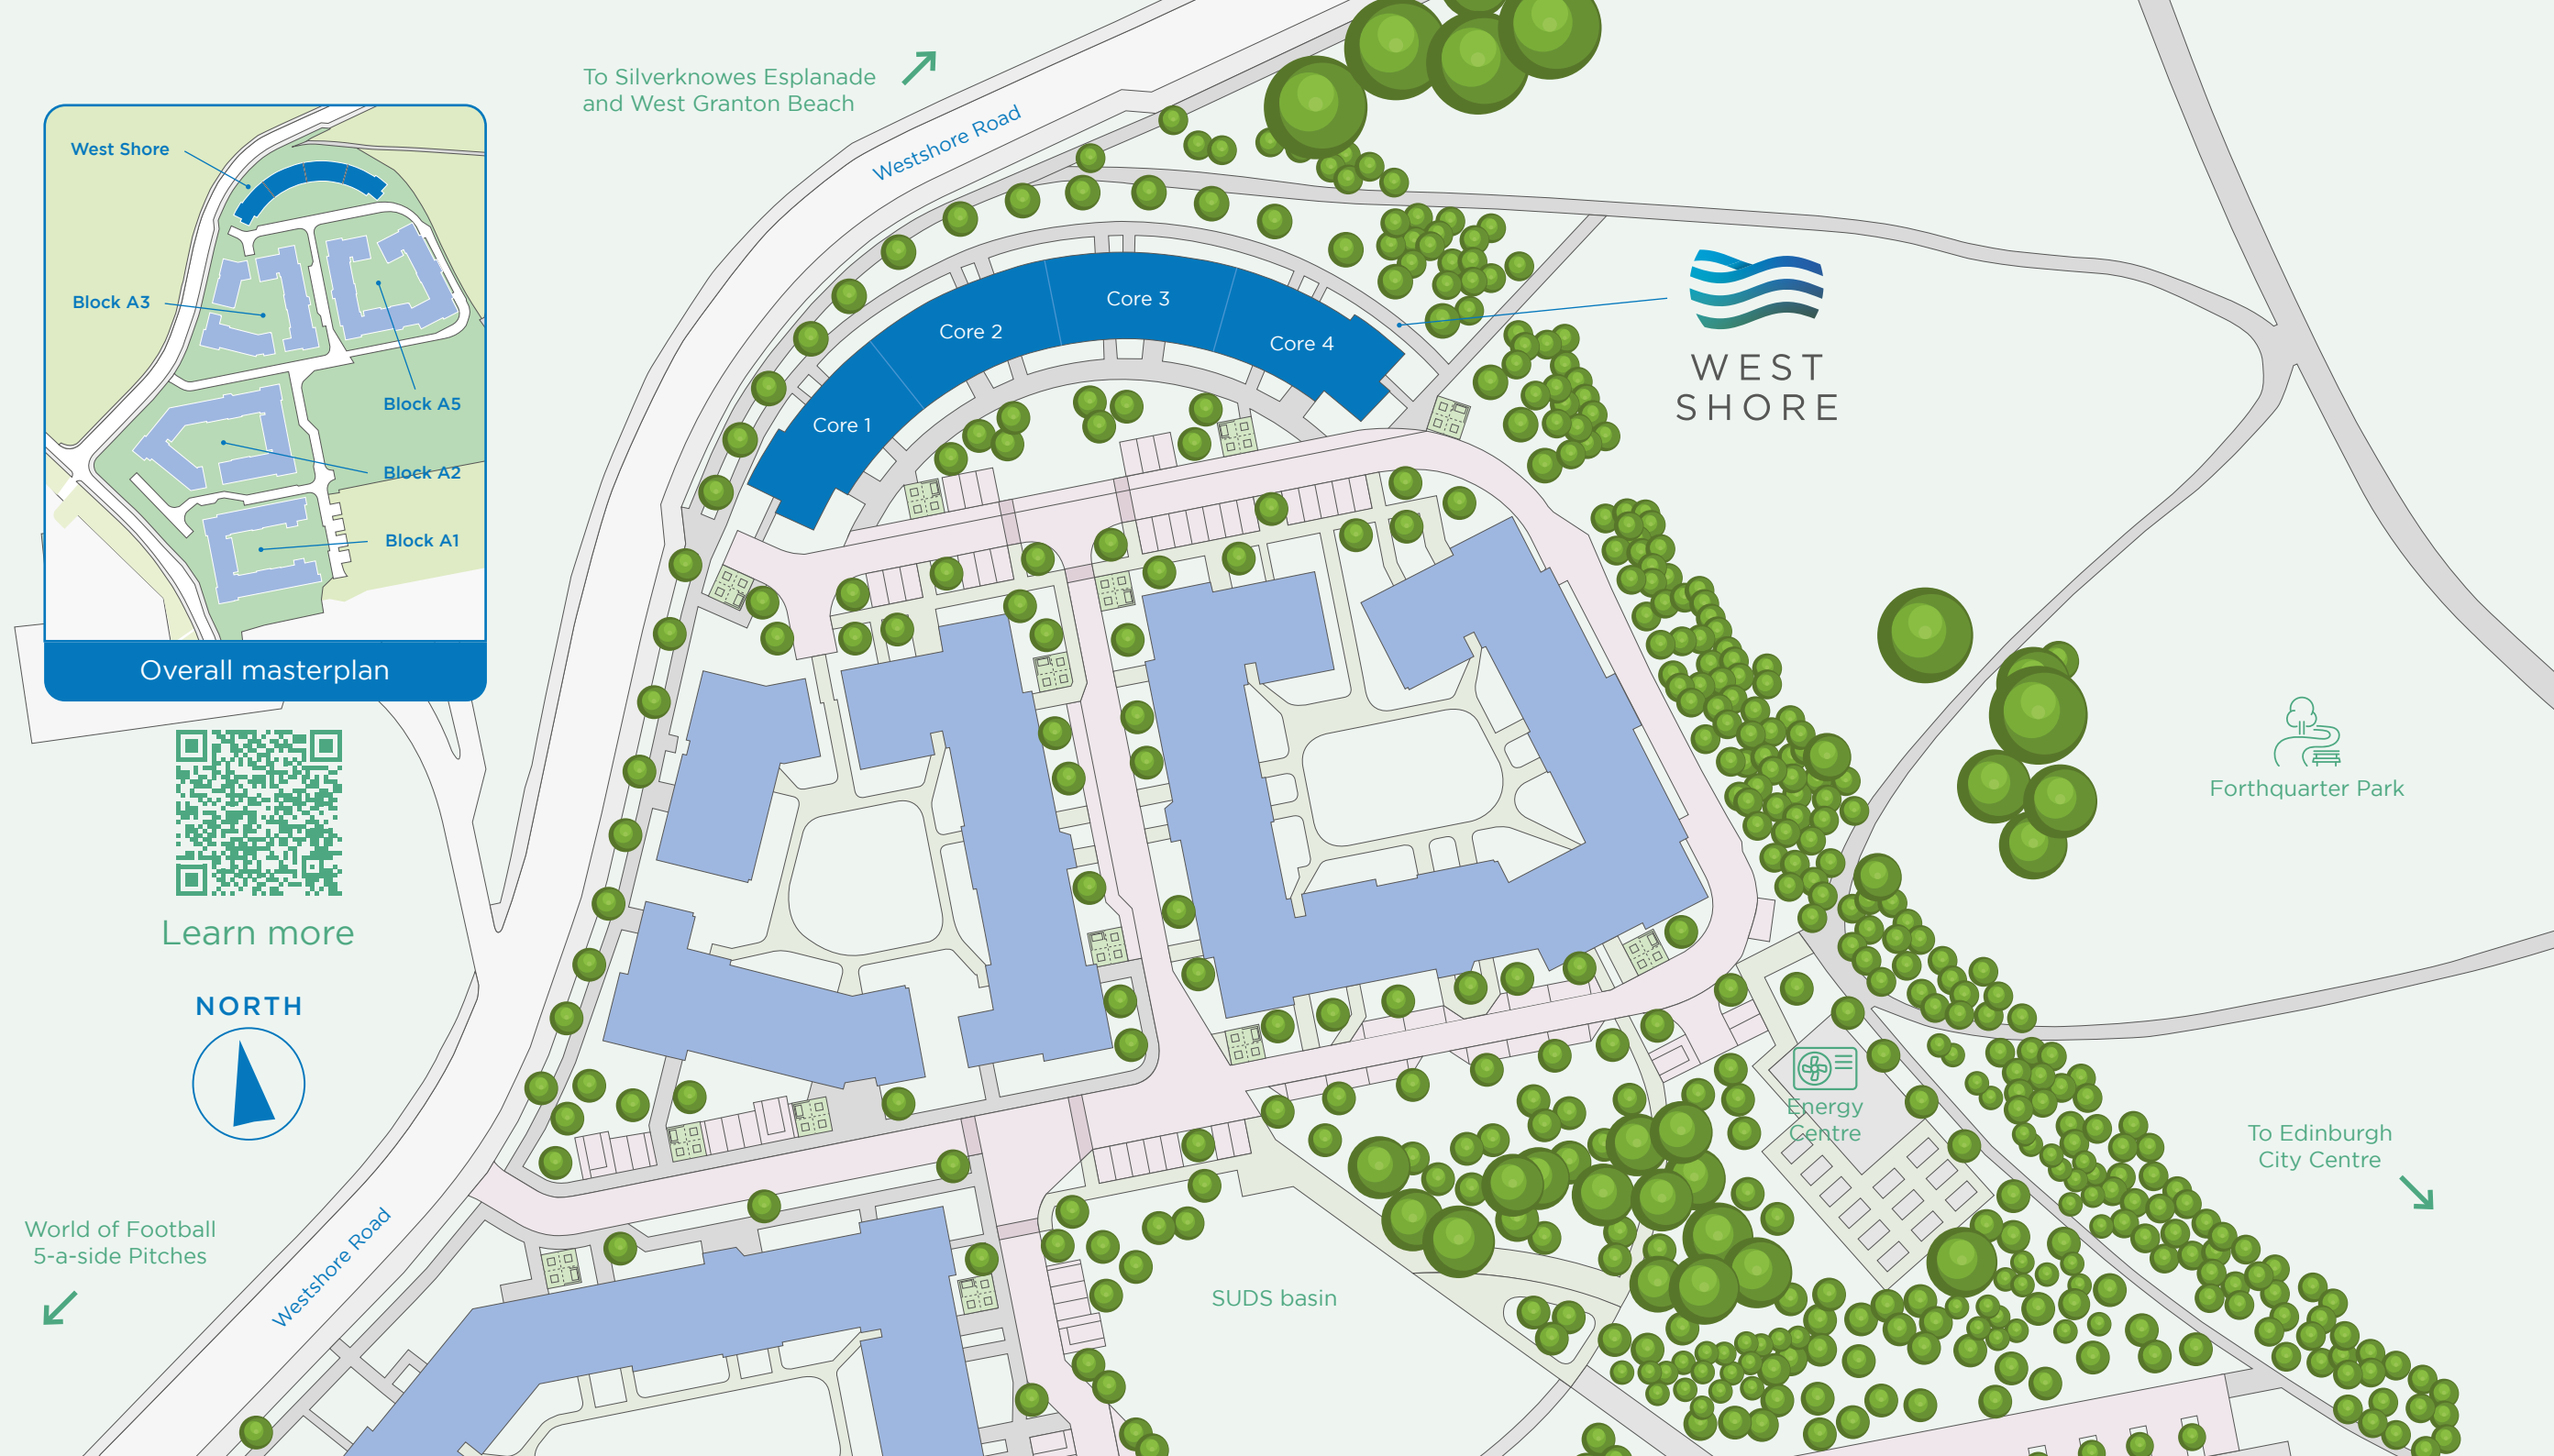 To Silverknowes Esplanade
and West Granton Beach
Westshore Road
West Shore
Block A3
Block A5
Block A2
Block A1
Overall masterplan
Core 1
Core 2
Core 3
Core 4
WEST
SHORE
Learn more
NORTH
Forthquarter Park
Energy
Centre
To Edinburgh
City Centre
World of Football
5-a-side Pitches
Westshore Road
SUDS basin